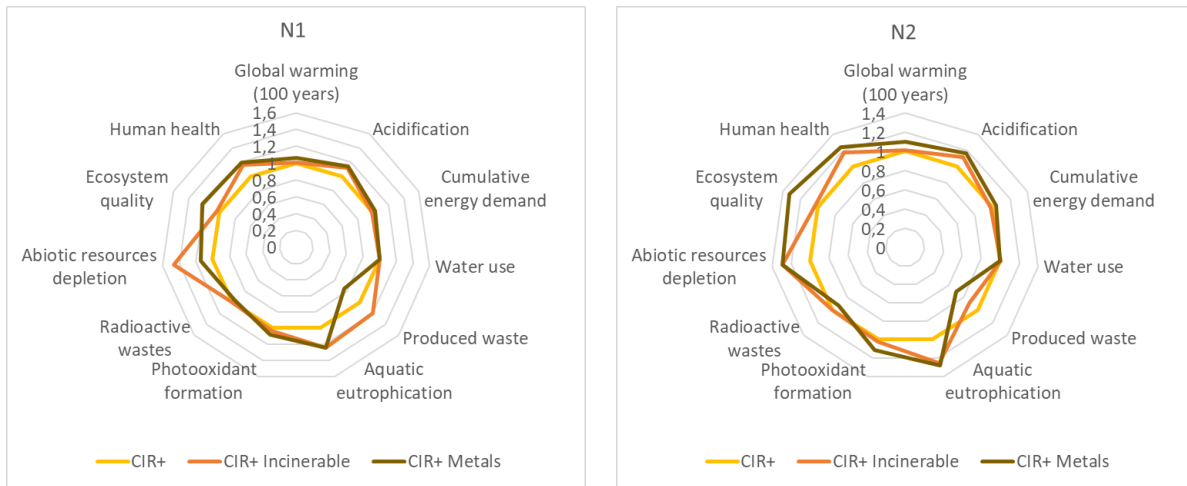 N1
Global warming
(100 years)
1,6
1,4
1,2
1
0,8
0,6
0,4
0,2
0
Human health
Acidification
Ecosystem
quality
Cumulative
energy demand
Abiotic resources
depletion
Water use
Radioactive
wastes
Produced waste
Photooxidant
formation
Aquatic
eutrophication
CIR+
CIR+ Incinerable
CIR+ Metals
N2
Global warming
(100 years)
1,4
1,2
1
0,8
0,6
0,4
0,2
0
Human health
Acidification
Ecosystem
quality
Cumulative
energy demand
Abiotic resources
depletion
Water use
Radioactive
wastes
Produced waste
Photooxidant
formation
Aquatic
eutrophication
CIR+
CIR+ Incinerable
CIR+ Metals